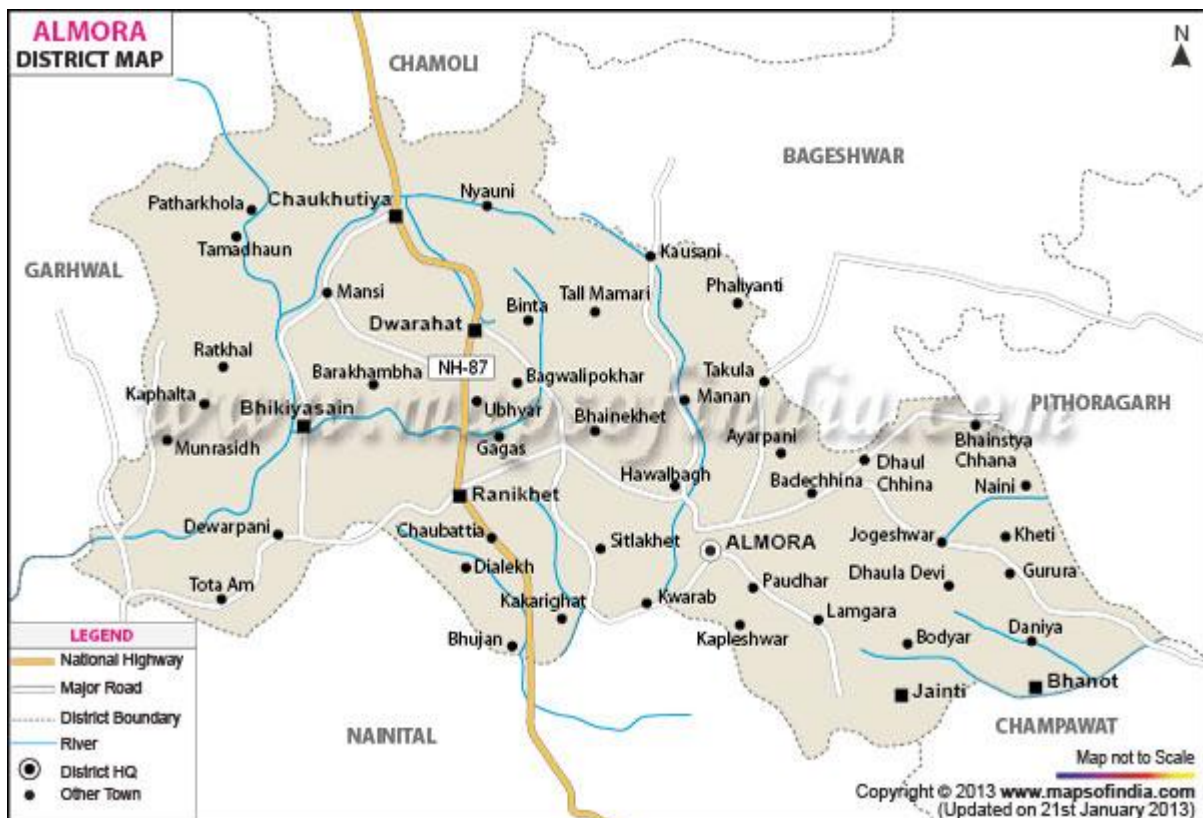 ALMORA
DISTRICT MAP
N
CHAMOLI
BAGESHWAR
Nyauni
Patharkhola
Chaukhutiya
Tamadhaun
Kausani
GARHWAL
Mansi
Tall Mamari
Phaliyanti
Binta
Dwarahat
Ratkhal
NH-87
Barakhambha
Bagwalipokhar
Takula
Kaphalta
Manan
PITHORAGARH
Bhikiyasain
Ubhyar
Bhainekhet
www.mapsofindia.com
Munrasidh
Gagas
Ayarpani
Bhainstya
Chhana
Dhaul
Chhina
Hawalbagh
Badechhina
Naini
Ranikhet
Dewarpani
Chaubattia
Sitlakhet
ALMORA
Jogeshwar
Kheti
Dialekh
Paudhar
Dhaula Devi
Gurura
Tota Am
Kakarighat
Kwarab
Lamgara
Bhujan
Kapleshwar
Bodyar
Daniya
Jainti
Bhanot
NAINITAL
CHAMPAWAT
LEGEND
National Highway
Major Road
District Boundary
River
District HQ
Other Town
Map not to Scale
Copyright © 2013 www.mapsofindia.com
(Updated on 21st January 2013)